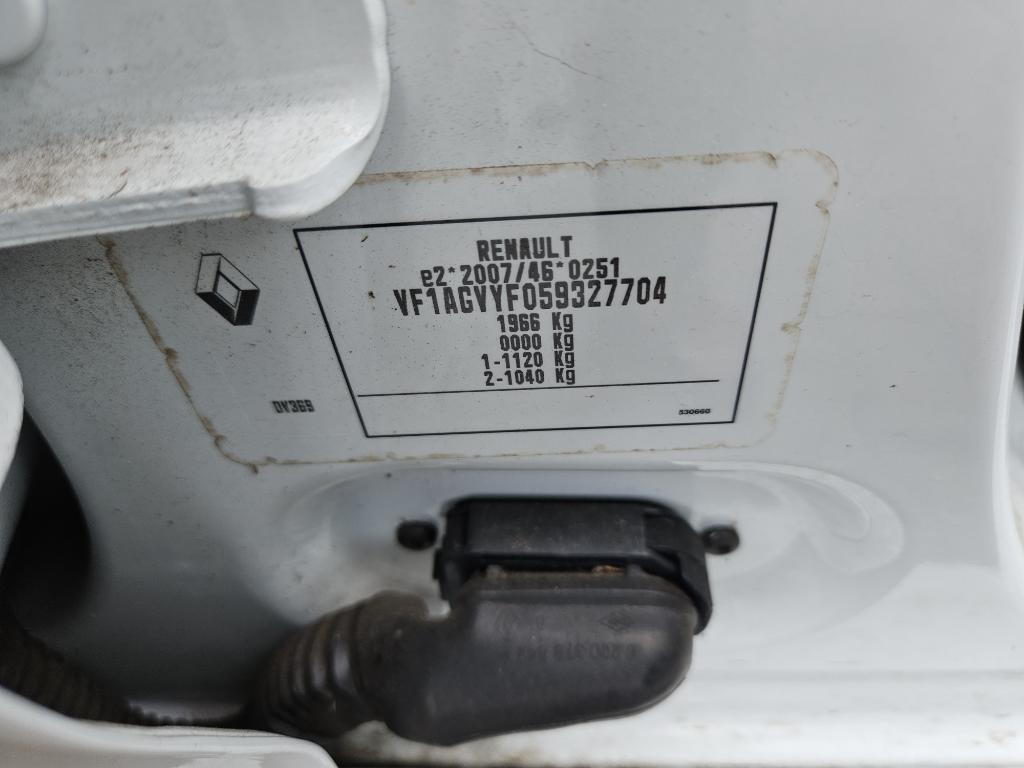 RENAULT
e2*2007/46*0251
VF1AGVYF059327704
1966 Kg
0000 Kg
1-1120 Kg
2-1040 Kg
DV369
530660